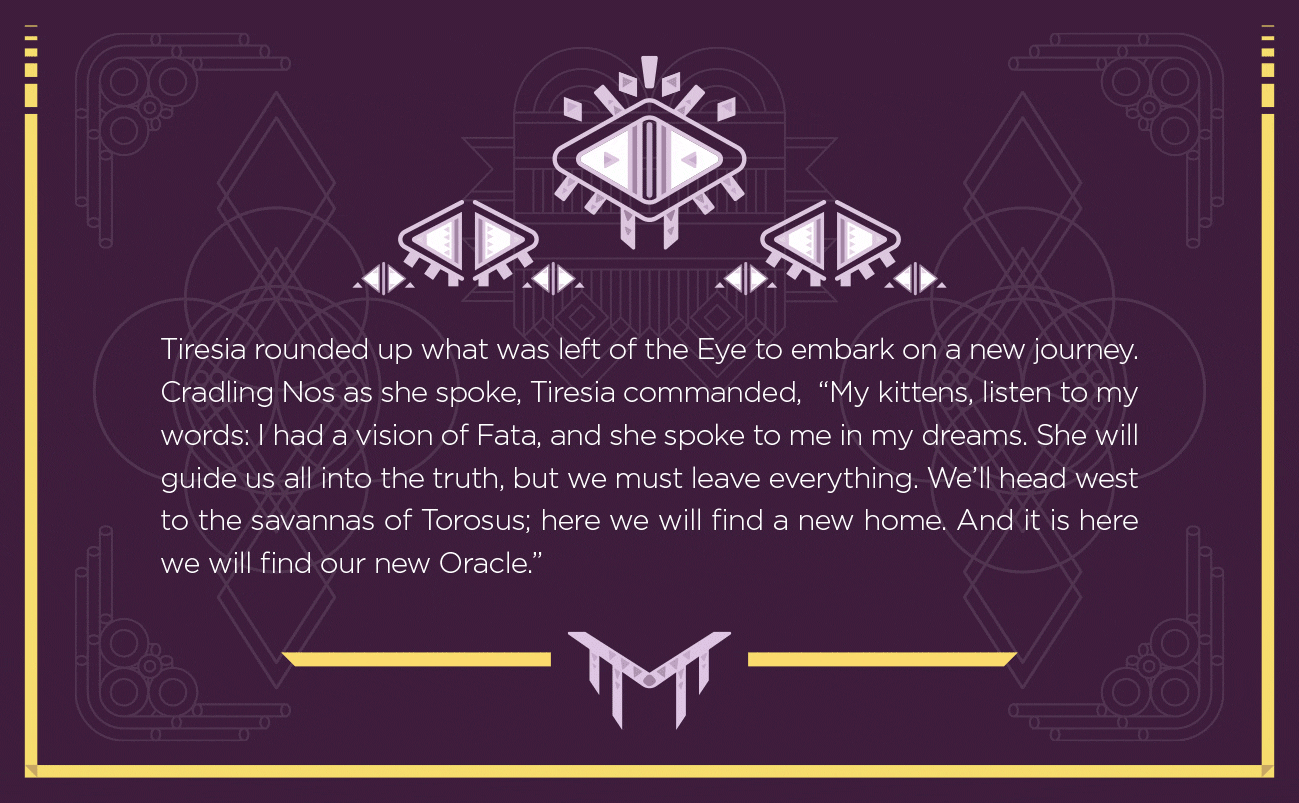 Tiresia rounded up what was left of the Eye to embark on a new journey.
Cradling Nos as she spoke, Tiresia commanded,  “My kittens, listen to my
words: I had a vision of Fata, and she spoke to me in my dreams. She will
guide us all into the truth, but we must leave everything. We’ll head west
to the savannas of Torosus; here we will find a new home. And it is here
we will find our new Oracle.”